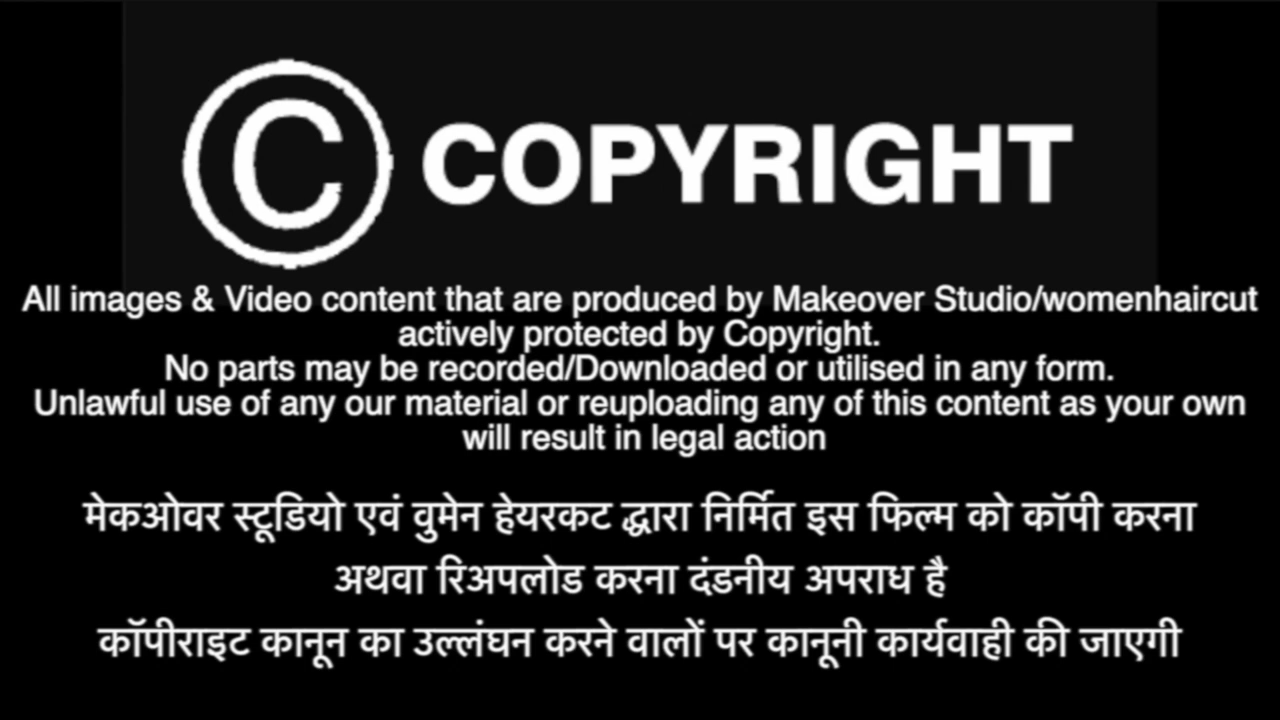 © COPYRIGHT
All images & Video content that are produced by Makeover Studio/womenhaircut
actively protected by Copyright.
No parts may be recorded/Downloaded or utilised in any form.
Unlawful use of any our material or reuploading any of this content as your own
will result in legal action
मेकओवर स्टूडियो एवं वुमेन हेयरकट द्धारा निर्मित इस फिल्म को कॉपी करना
अथवा रिअपलोड करना दंडनीय अपराध है
कॉपीराइट कानून का उल्लंघन करने वालों पर कानूनी कार्यवाही की जाएगी